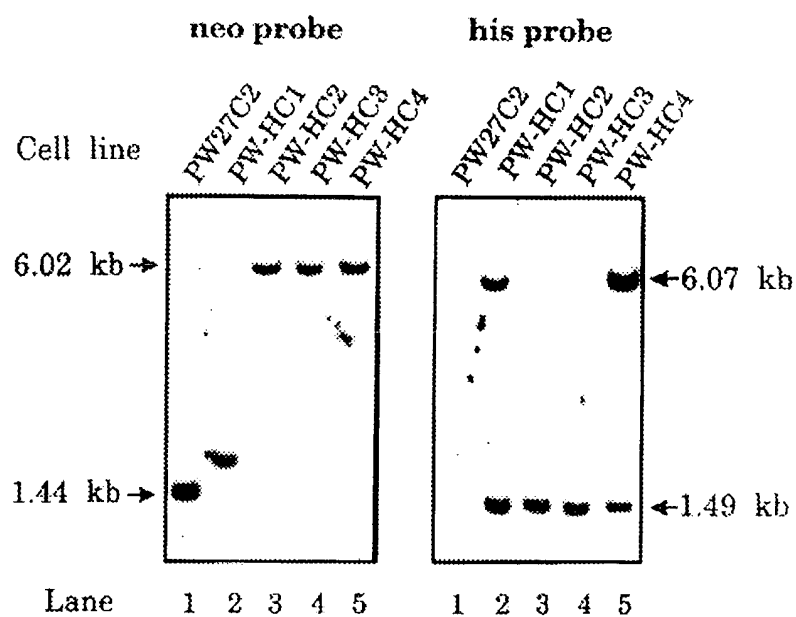 neo probe his probe
Cell line PW27C2 PW-HC1 PW-HC2 PW-HC3 PW-HC4 PW27C2 PW-HC1 PW-HC2 PW-HC3 PW-HC4
6.02 kb 6.07 kb
1.44 kb 1.49 kb
Lane 1 2 3 4 5 1 2 3 4 5